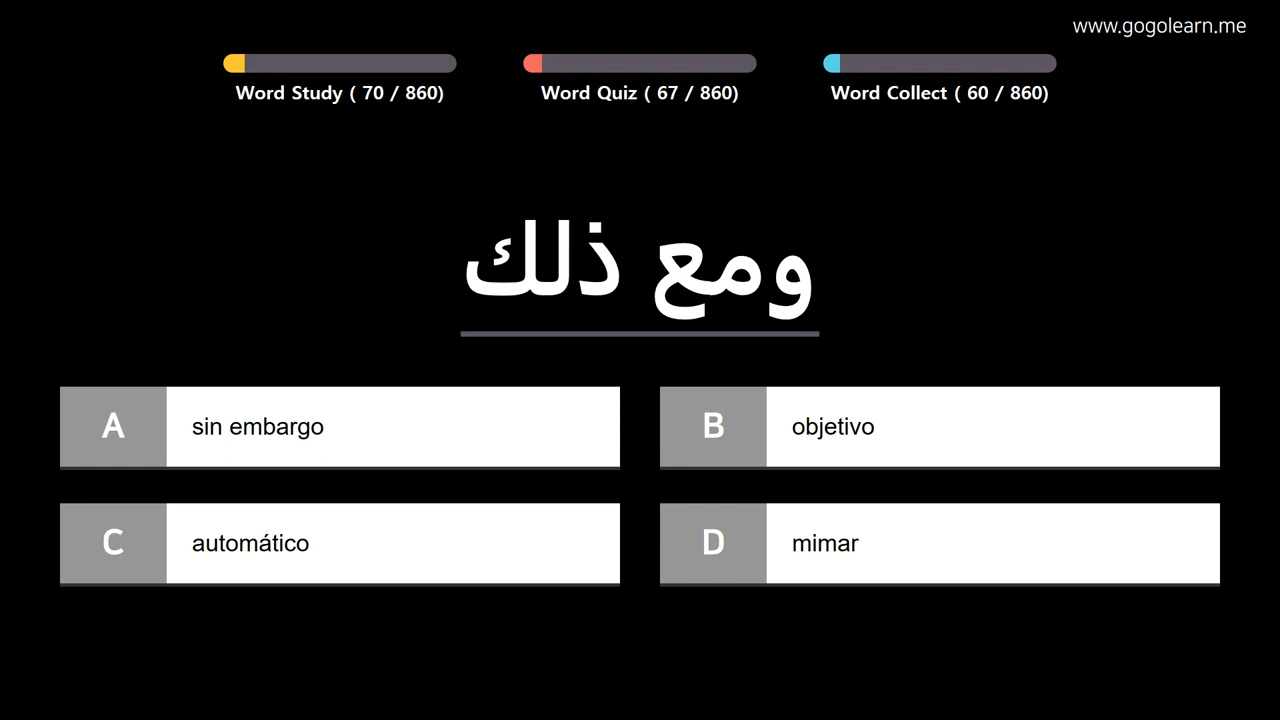 www.gogolearn.me
Word Study ( 70 / 860)
Word Quiz ( 67 / 860)
Word Collect ( 60 / 860)
ومع ذلك
A sin embargo
B objetivo
C automático
D mimar